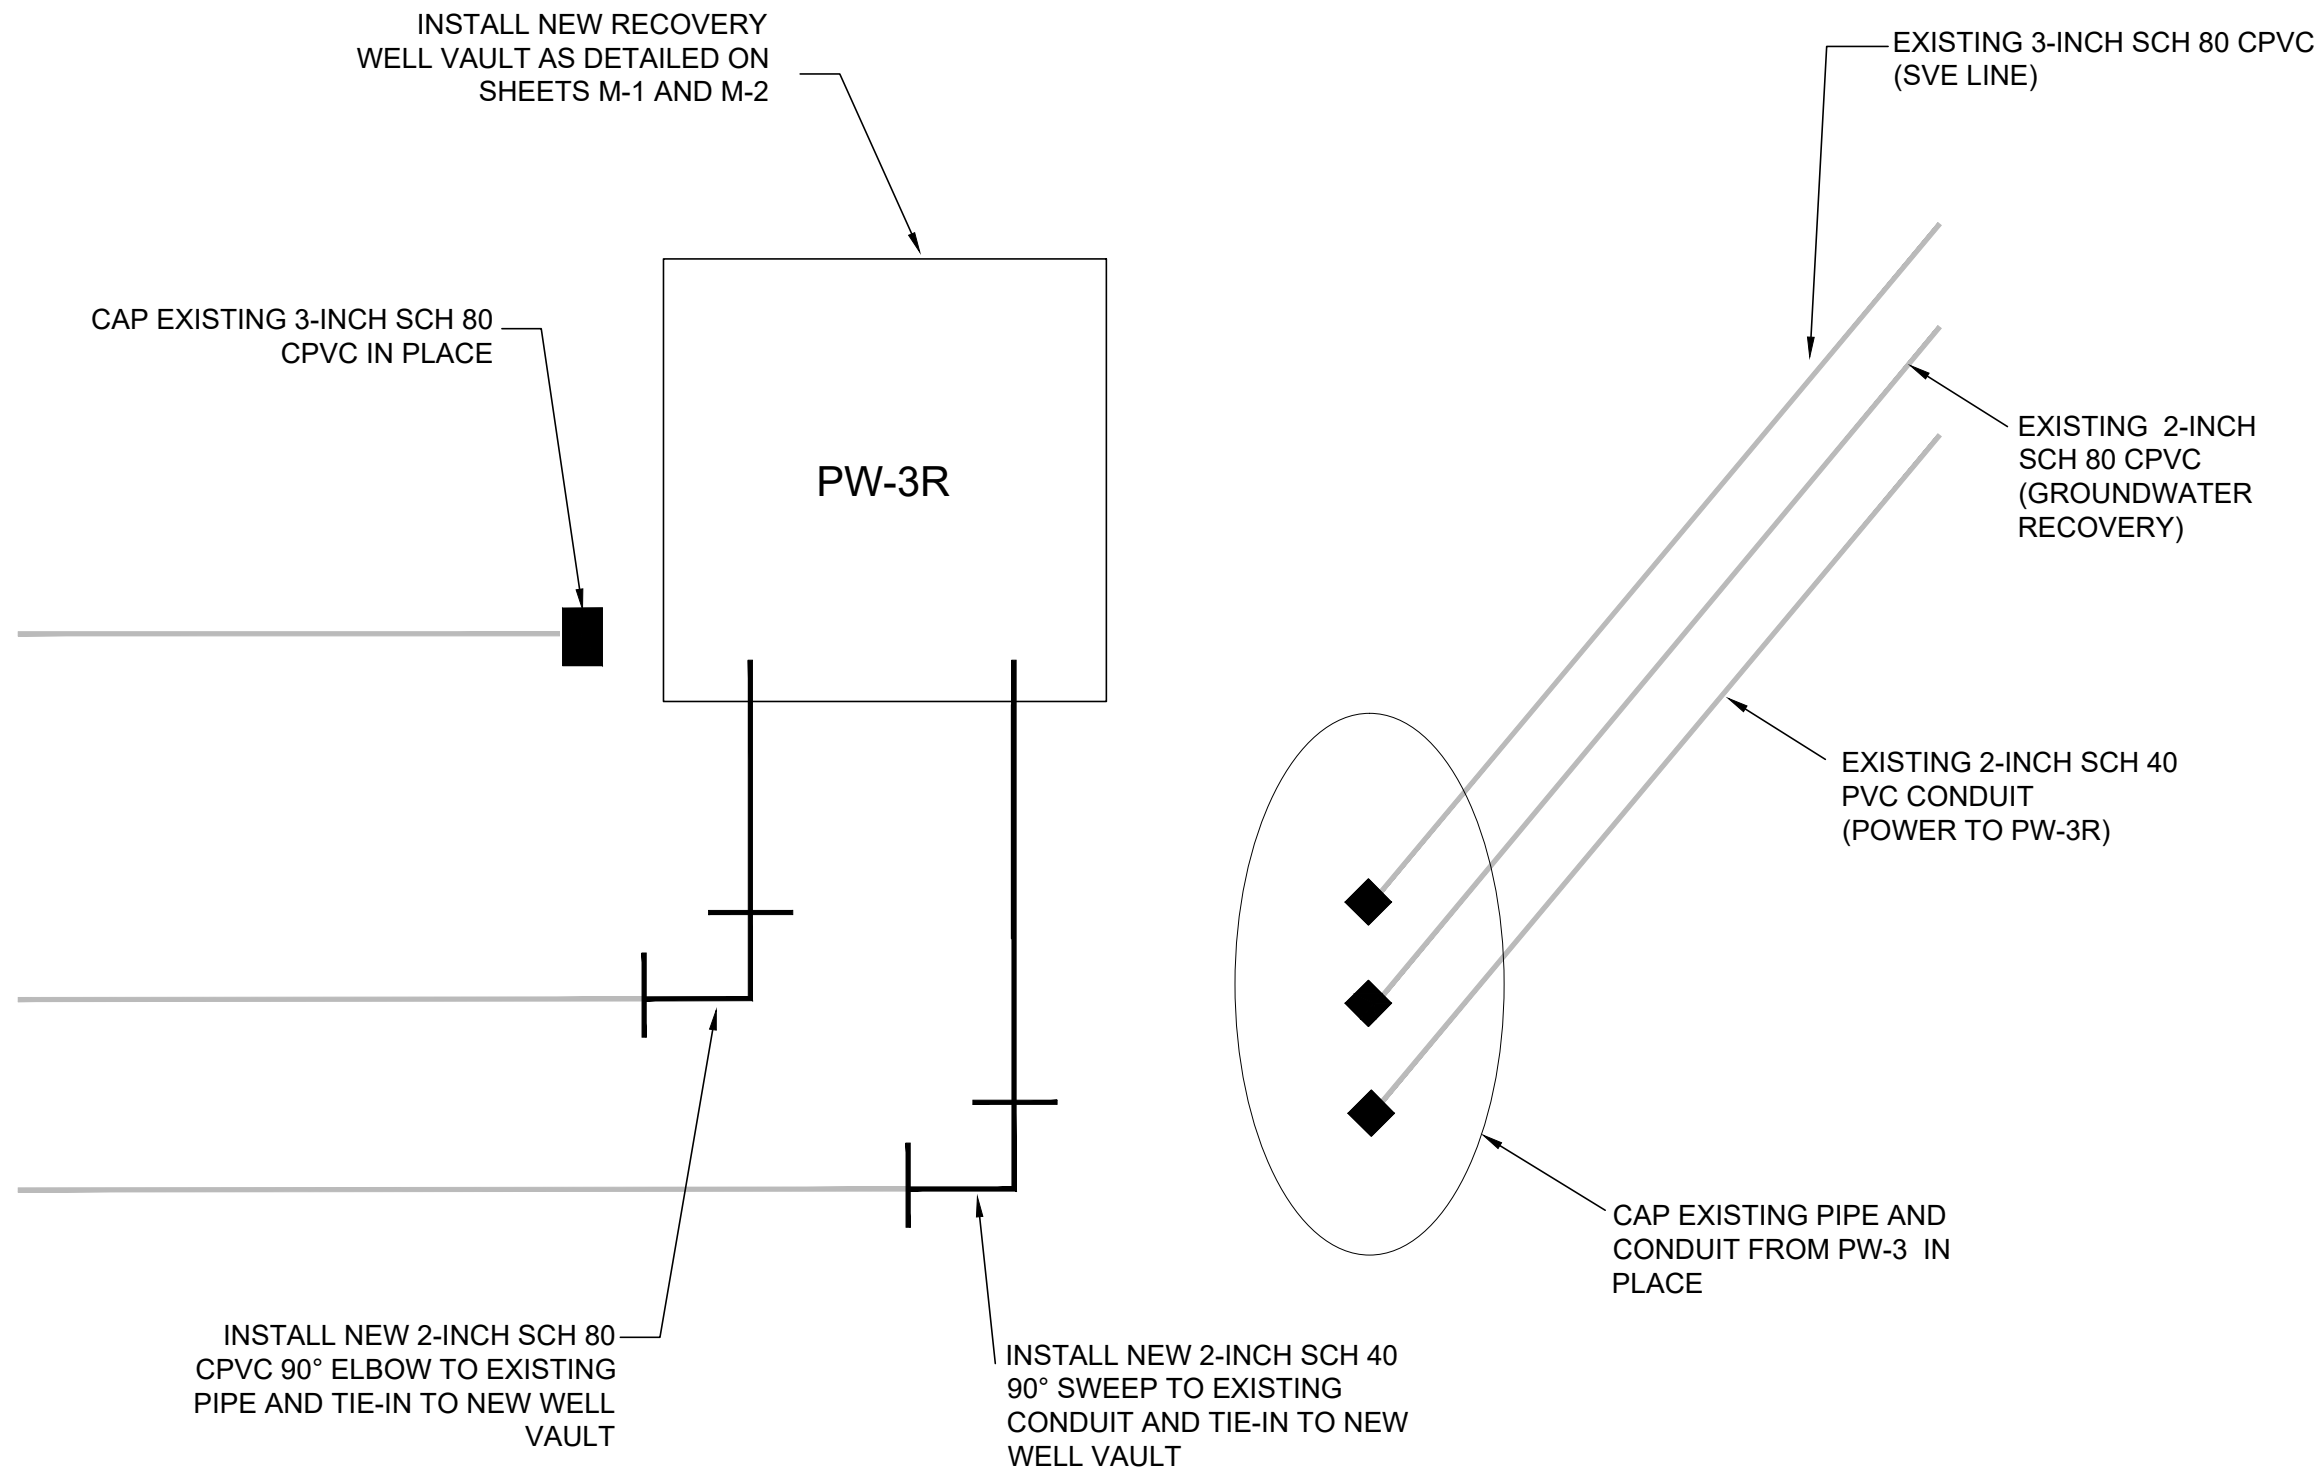 INSTALL NEW RECOVERY
WELL VAULT AS DETAILED ON
SHEETS M-1 AND M-2
EXISTING 3-INCH SCH 80 CPVC
(SVE LINE)
CAP EXISTING 3-INCH SCH 80
CPVC IN PLACE
PW-3R
EXISTING  2-INCH
SCH 80 CPVC
(GROUNDWATER
RECOVERY)
EXISTING 2-INCH SCH 40
PVC CONDUIT
(POWER TO PW-3R)
CAP EXISTING PIPE AND
CONDUIT FROM PW-3  IN
PLACE
INSTALL NEW 2-INCH SCH 80
CPVC 90° ELBOW TO EXISTING
PIPE AND TIE-IN TO NEW WELL
VAULT
INSTALL NEW 2-INCH SCH 40
90° SWEEP TO EXISTING
CONDUIT AND TIE-IN TO NEW
WELL VAULT